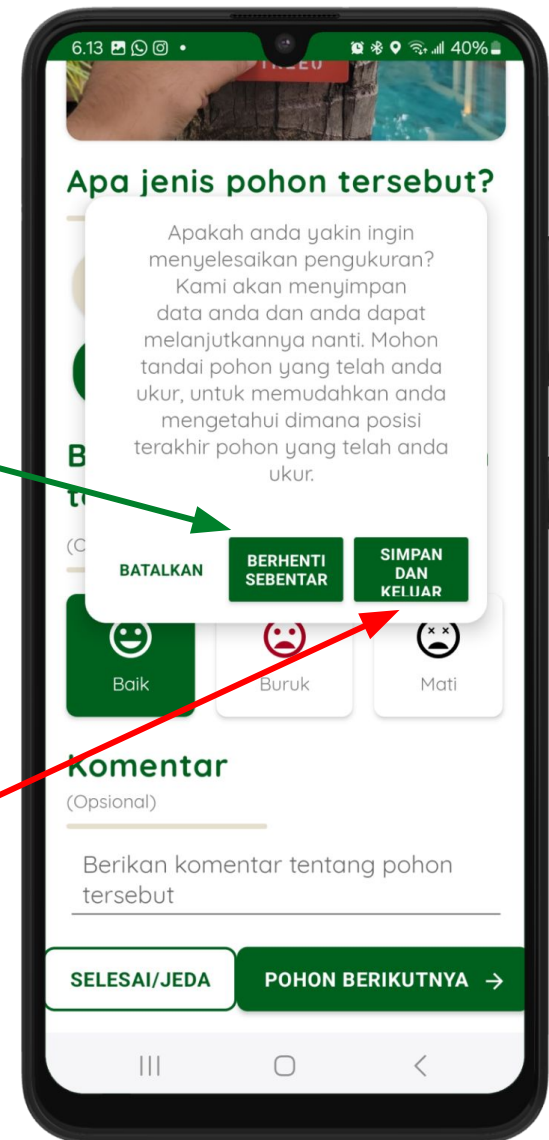 6.13
40%
TREEO
Apa jenis pohon tersebut?
Apakah anda yakin ingin
menyelesaikan pengukuran?
Kami akan menyimpan
data anda dan anda dapat
melanjutkannya nanti. Mohon
tandai pohon yang telah anda
ukur, untuk memudahkan anda
mengetahui dimana posisi
terakhir pohon yang telah anda
ukur.
BATALKAN
BERHENTI
SEBENTAR
SIMPAN
DAN
KELUAR
Baik
Buruk
Mati
Komentar
(Opsional)
Berikan komentar tentang pohon
tersebut
SELESAI/JEDA
POHON BERIKUTNYA →